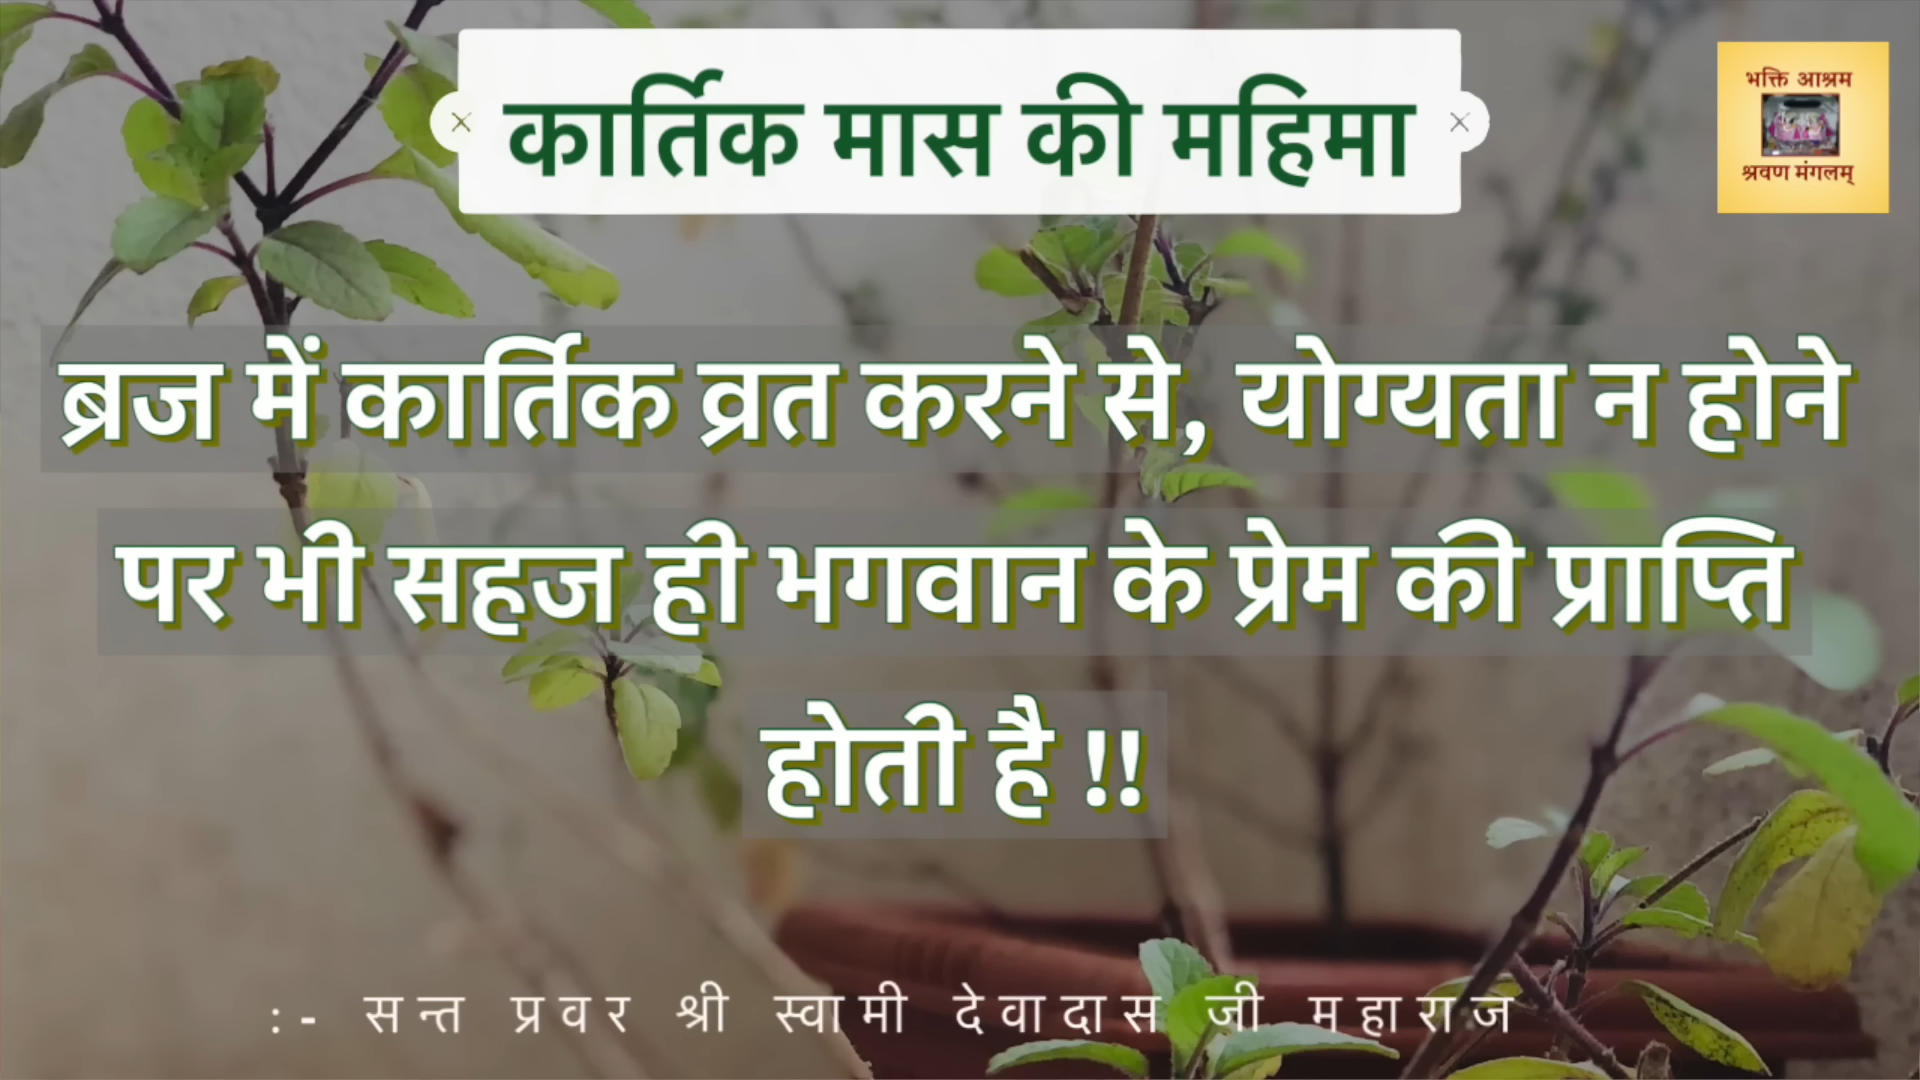 कार्तिक मास की महिमा
भक्ति आश्रम
श्रवण मंगलम्
ब्रज में कार्तिक व्रत करने से, योग्यता न होने
पर भी सहज ही भगवान के प्रेम की प्राप्ति
होती है !!
:- सन्त प्रवर श्री स्वामी देवादास जी महाराज